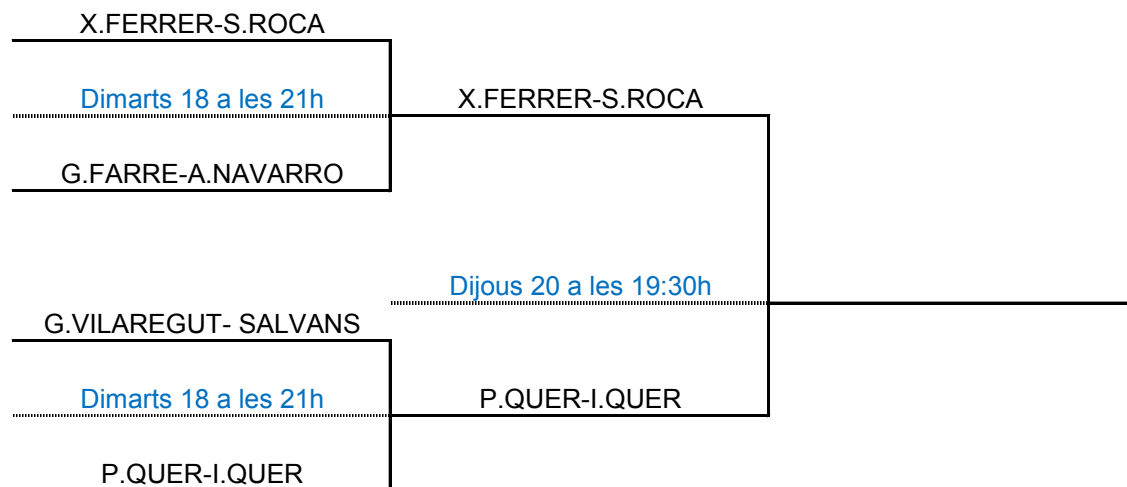 X.FERRER-S.ROCA
Dimarts 18 a les 21h
X.FERRER-S.ROCA
G.FARRE-A.NAVARRO
Dijous 20 a les 19:30h
G.VILAREGUT- SALVANS
Dimarts 18 a les 21h
P.QUER-I.QUER
P.QUER-I.QUER